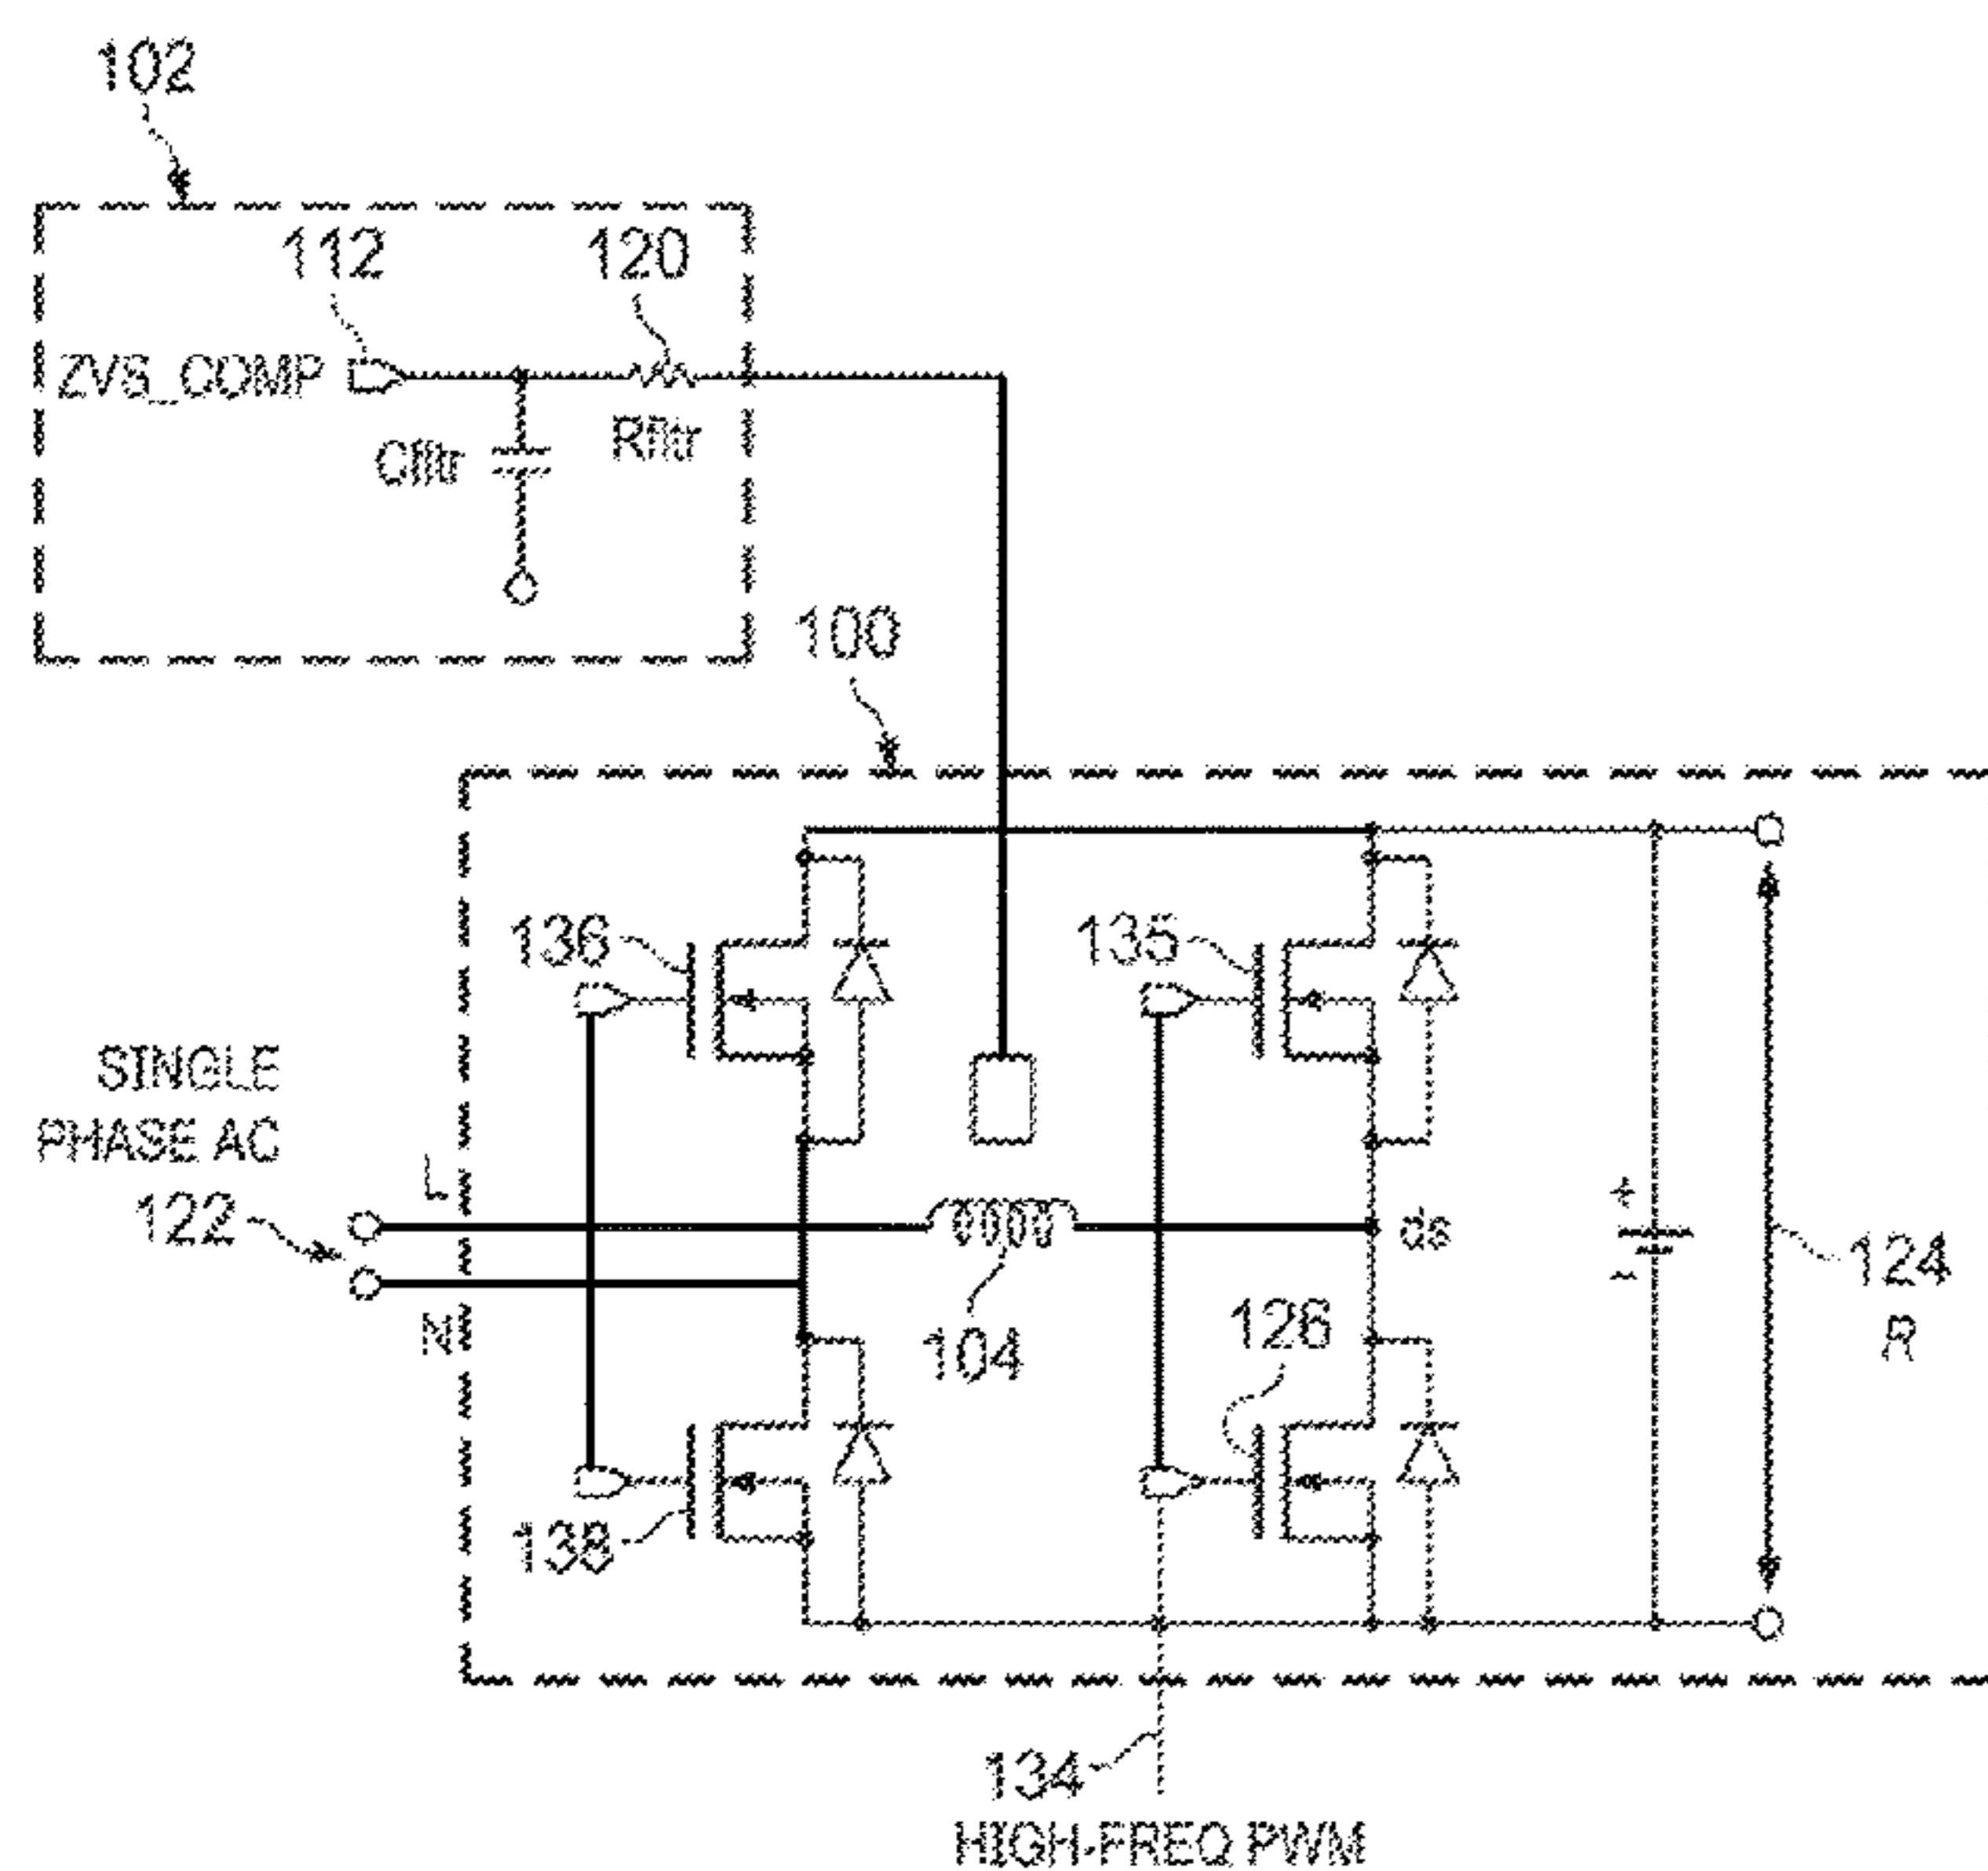 102
112
120
ZVS_COMP
Cfltr
Rfltr
100
136
135
SINGLE
PHASE AC
L
122
ds
+
-
124
R
N
104
126
138
134
HIGH-FREQ PWM